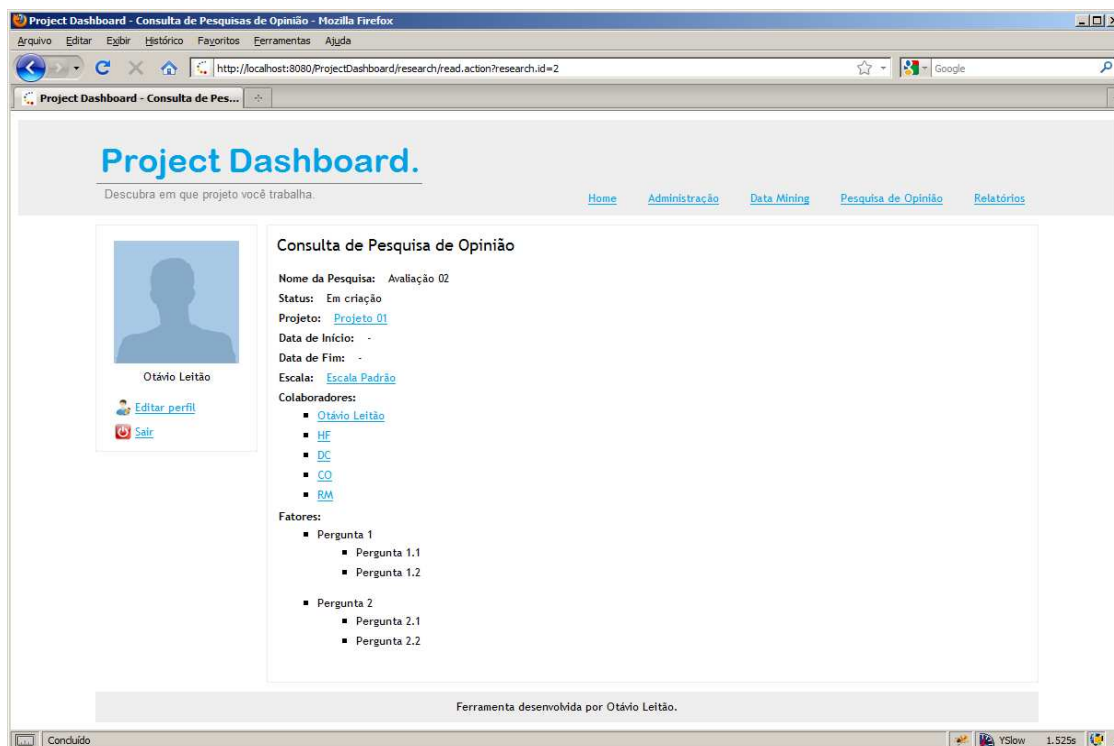 Project Dashboard - Consulta de Pesquisas de Opinião - Mozilla Firefox
Arquivo Editar Exibir Histórico Favoritos Ferramentas Ajuda
http://localhost:8080/ProjectDashboard/research/read.action?research.id=2 Google
Project Dashboard - Consulta de Pes...
Project Dashboard.
Descubra em que projeto você trabalha.
Home Administração Data Mining Pesquisa de Opinião Relatórios
Otávio Leitão
Editar perfil
Sair
Consulta de Pesquisa de Opinião
Nome da Pesquisa: Avaliação 02
Status: Em criação
Projeto: Projeto 01
Data de Início: -
Data de Fim: -
Escala: Escala Padrão
Colaboradores:
Otávio Leitão
HF
DC
CO
RM
Fatores:
Pergunta 1
Pergunta 1.1
Pergunta 1.2
Pergunta 2
Pergunta 2.1
Pergunta 2.2
Ferramenta desenvolvida por Otávio Leitão.
Concluído YSlow 1.525s